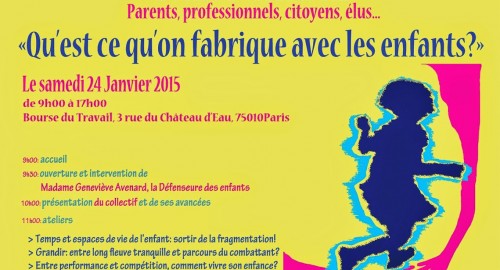 Parents, professionnels, citoyens, élus...
«Qu'est ce qu'on fabrique avec les enfants?»
Le samedi 24 Janvier 2015
de 9h00 à 17h00
Bourse du Travail, 3 rue du Château d'Eau, 75010Paris
9H00: accueil
9H30: ouverture et intervention de
Madame Geneviève Avenard, la Défenseure des enfants
10H00: présentation du collectif et de ses avancées
11H00: ateliers
> Temps et espaces de vie de l'enfant: sortir de la fragmentation!
> Grandir: entre long fleuve tranquille et parcours du combattant?
> Entre performance et compétition, comment vivre son enfance?